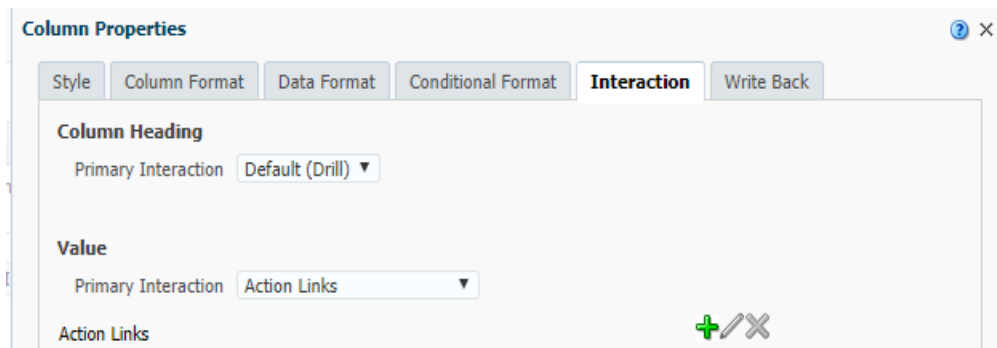 Column Properties
Style Column Format Data Format Conditional Format Interaction Write Back
Column Heading
Primary Interaction Default (Drill)
Value
Primary Interaction Action Links
Action Links